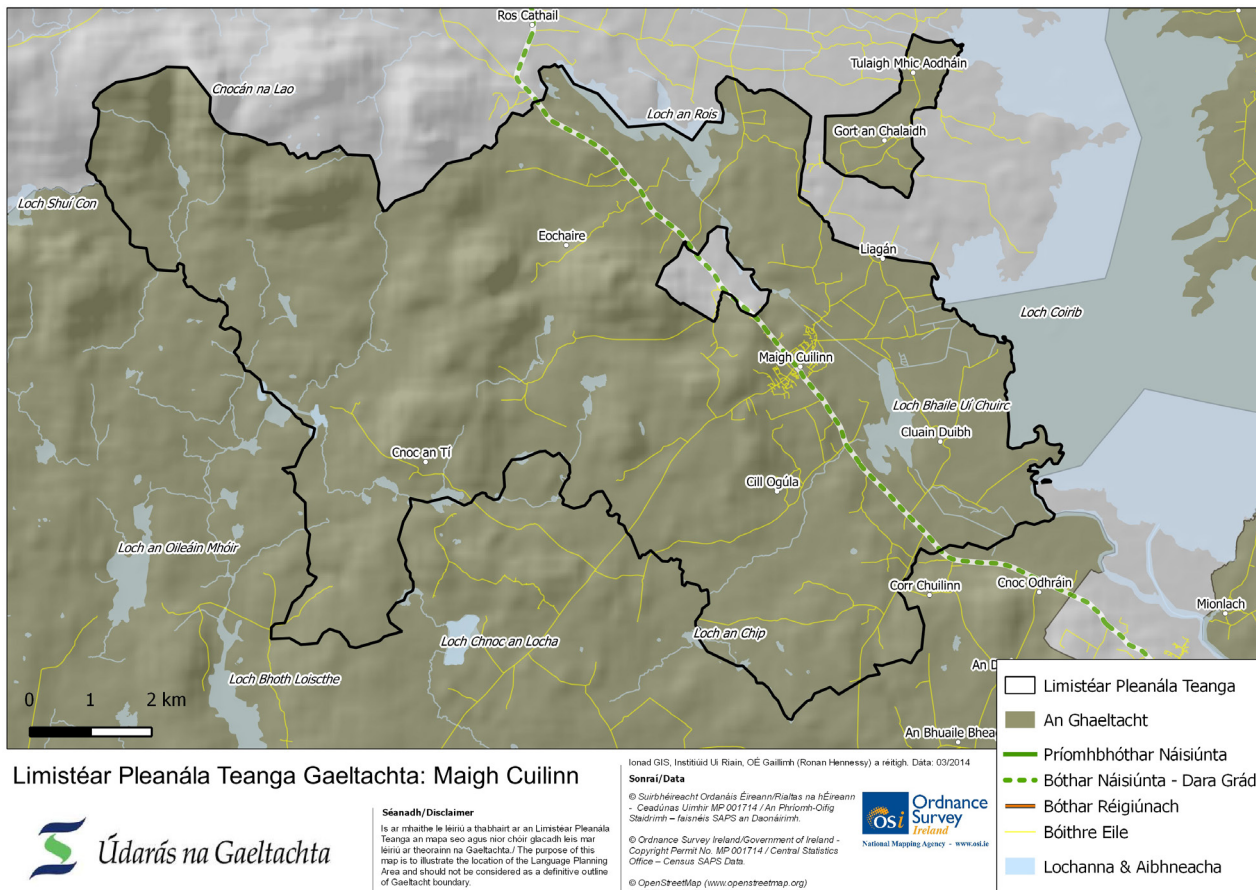 Ros Cathail
Tulaigh Mhic Aodháin
Cnocán na Lao
Loch an Rois
Gort an Chalaidh
Loch Shuí Con
Eochaire
Liagán
Loch Coirib
Maigh Cuilinn
Loch Bhaile Uí Chuirc
Cluain Duibh
Cnoc an Tí
Cill Ogúla
Loch an Oileáin Mhóir
Corr Chuilinn
Cnoc Odhráin
Mionlach
Loch Chnoc an Locha
Loch an Chip
Loch Bhoth Loiscthe
An D
An Bhuaile Bhea
0 1 2 km
Limistéar Pleanála Teanga
An Ghaeltacht
Príomhbhóthar Náisiúnta
Bóthar Náisiúnta - Dara Grád
Bóthar Réigiúnach
Bóithre Eile
Lochanna & Aibhneacha
Limistéar Pleanála Teanga Gaeltachta: Maigh Cuilinn
Údarás na Gaeltachta
Séanadh/Disclaimer
Is ar mhaithe le léiriú a thabhairt ar an Limistéar Pleanála
Teanga an mapa seo agus níor chóir glacadh leis mar
léiriú ar theorainn na Gaeltachta./ The purpose of this
map is to illustrate the location of the Language Planning
Area and should not be considered as a definitive outline
of Gaeltacht boundary.
Ionad GIS, Institiúid Uí Riain, OÉ Gaillimh (Ronan Hennessy) a réitigh. Dáta: 03/2014
Sonraí/Data
© Suirbhéireacht Ordanáis Éireann/Rialtas na hÉireann
- Ceadúnas Uimhir MP 001714 / An Phríomh-Oifig
Staidrimh – faisnéis SAPS an Daonáirimh.
© Ordnance Survey Ireland/Government of Ireland -
Copyright Permit No. MP 001714 / Central Statistics
Office – Census SAPS Data.
© OpenStreetMap (www.openstreetmap.org)
OSi
Ordnance
Survey
Ireland
National Mapping Agency - www.osi.ie